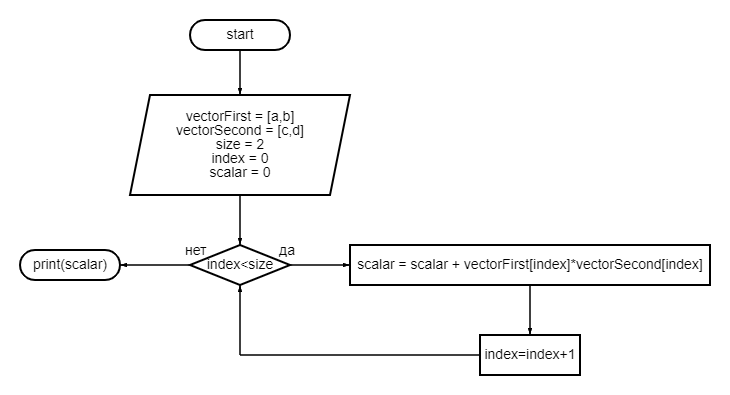 start
vectorFirst = [a,b]
vectorSecond = [c,d]
size = 2
index = 0
scalar = 0
нет
да
print(scalar)
index<size
scalar = scalar + vectorFirst[index]*vectorSecond[index]
index=index+1